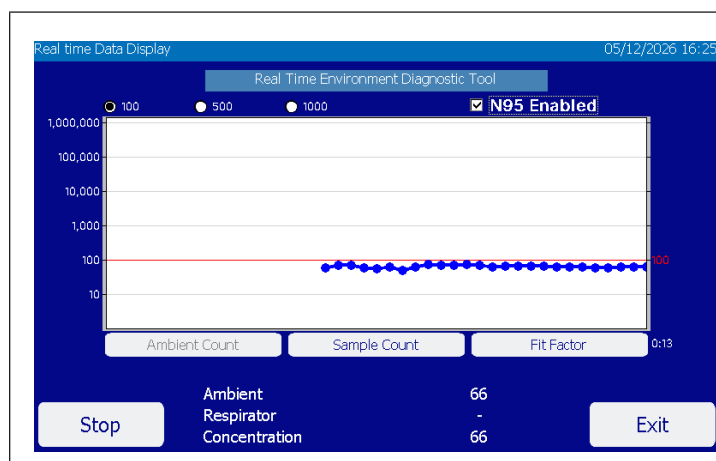 Real time Data Display 05/12/2026 16:25
Real Time Environment Diagnostic Tool
100 500 1000 N95 Enabled
1,000,000
100,000
10,000
1,000
100 100
10
Ambient Count Sample Count Fit Factor 0:13
Ambient 66
Respirator -
Concentration 66
Stop Exit